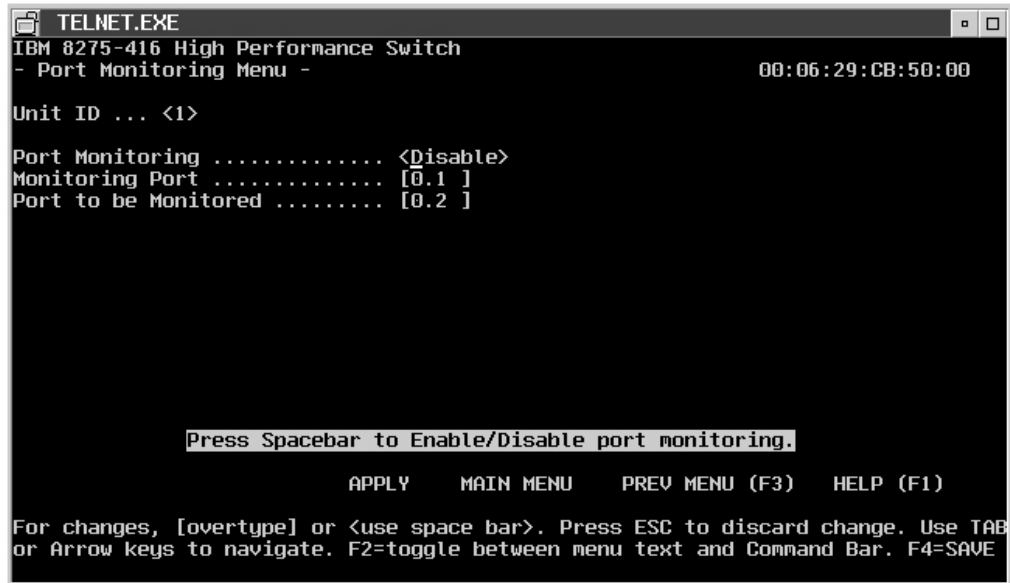 TELNET.EXE
IBM 8275-416 High Performance Switch
- Port Monitoring Menu - 00:06:29:CB:50:00
Unit ID ... <1>
Port Monitoring .............. <Disable>
Monitoring Port .............. [0.1 ]
Port to be Monitored ......... [0.2 ]
Press Spacebar to Enable/Disable port monitoring.
APPLY MAIN MENU PREV MENU (F3) HELP (F1)
For changes, [overtype] or <use space bar>. Press ESC to discard change. Use TAB
or Arrow keys to navigate. F2=toggle between menu text and Command Bar. F4=SAVE